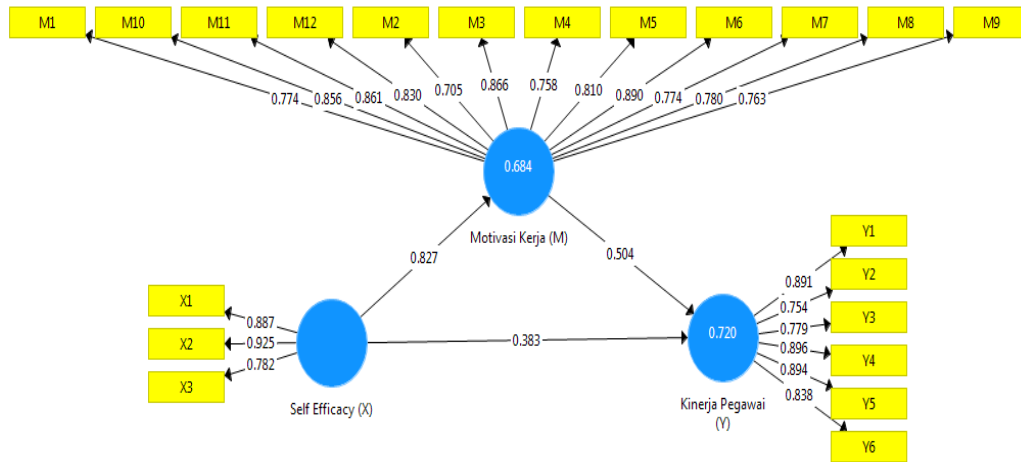 M1
M10
M11
M12
M2
M3
M4
M5
M6
M7
M8
M9
0.774
0.856
0.861
0.830
0.705
0.866
0.758
0.810
0.890
0.774
0.780
0.763
0.684
Motivasi Kerja (M)
0.827
0.504
X1
X2
X3
0.887
0.925
0.782
Self Efficacy (X)
0.383
0.720
Kinerja Pegawai
(Y)
0.891
0.754
0.779
0.896
0.894
0.838
Y1
Y2
Y3
Y4
Y5
Y6